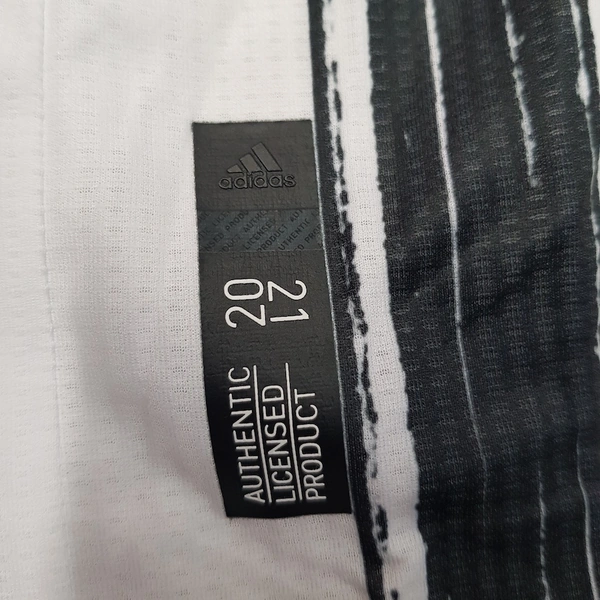 adidas
20
21
AUTHENTIC
LICENSED
PRODUCT